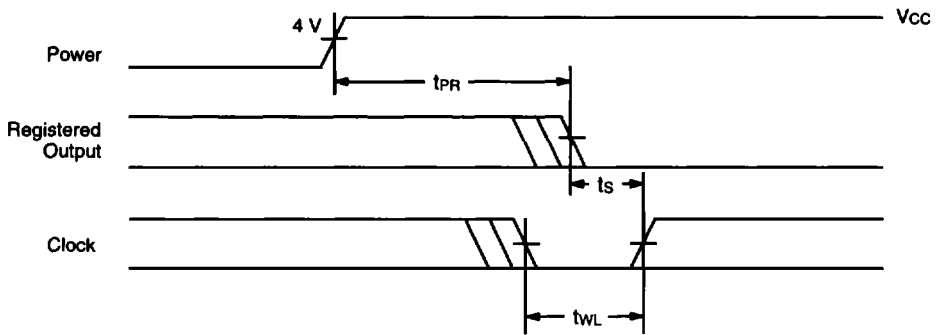 4 V
VCC
Power
tPR
Registered
Output
tS
Clock
tWL